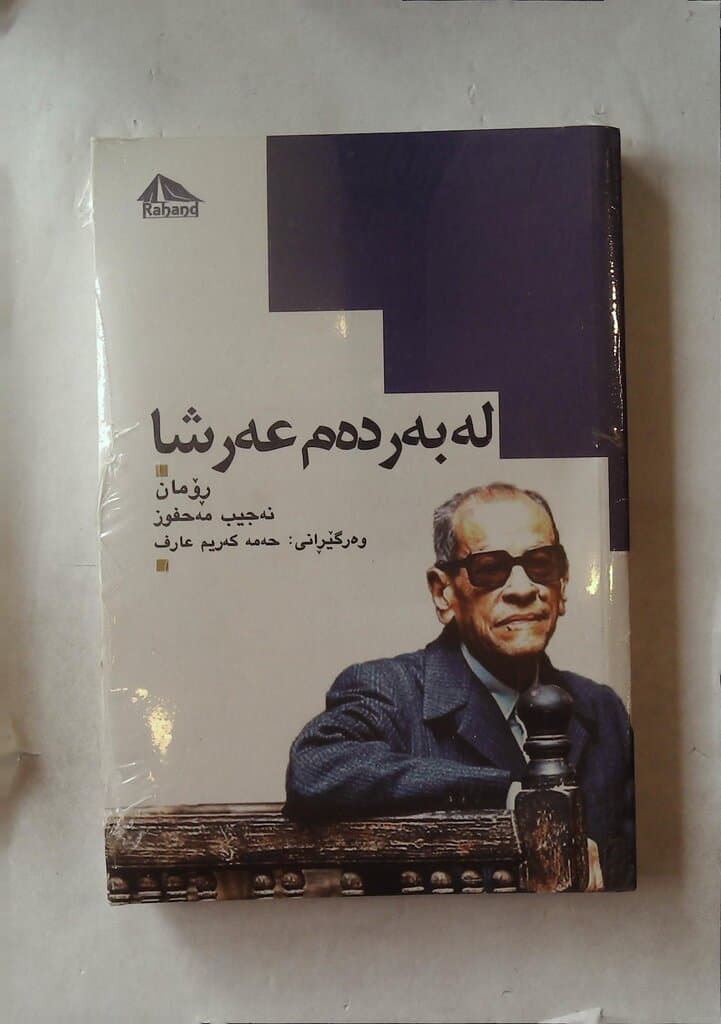 Rahand
لەبەردەم عەرشا
ڕۆمان
نەجیب مەحفوز
وەرگێڕانی: حەمە کەریم عارف